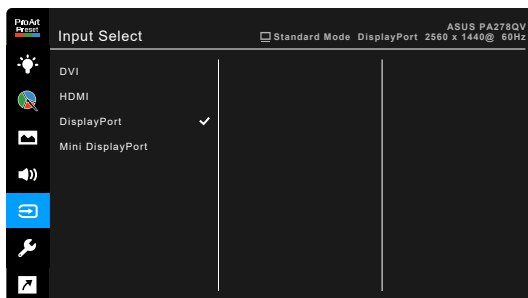 ProArt
Preset
Input Select
ASUS PA278QV
Standard Mode DisplayPort 2560 x 1440@ 60Hz
DVI
HDMI
DisplayPort
Mini DisplayPort